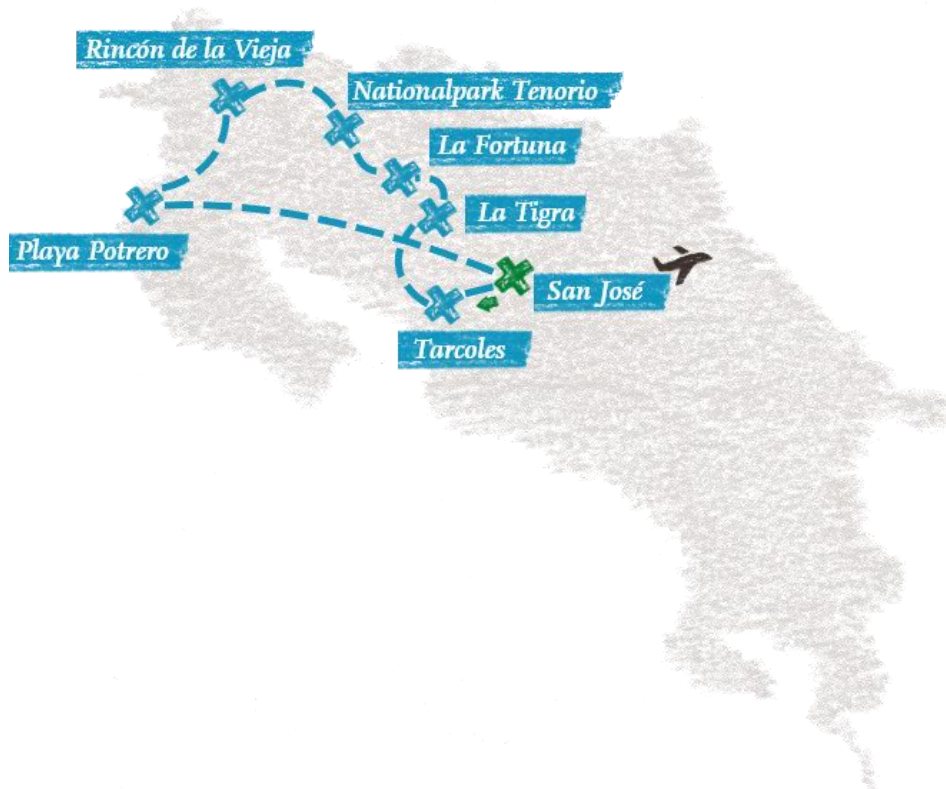 Rincón de la Vieja
Nationalpark Tenorio
La Fortuna
La Tigra
Playa Potrero
San José
Tarcoles